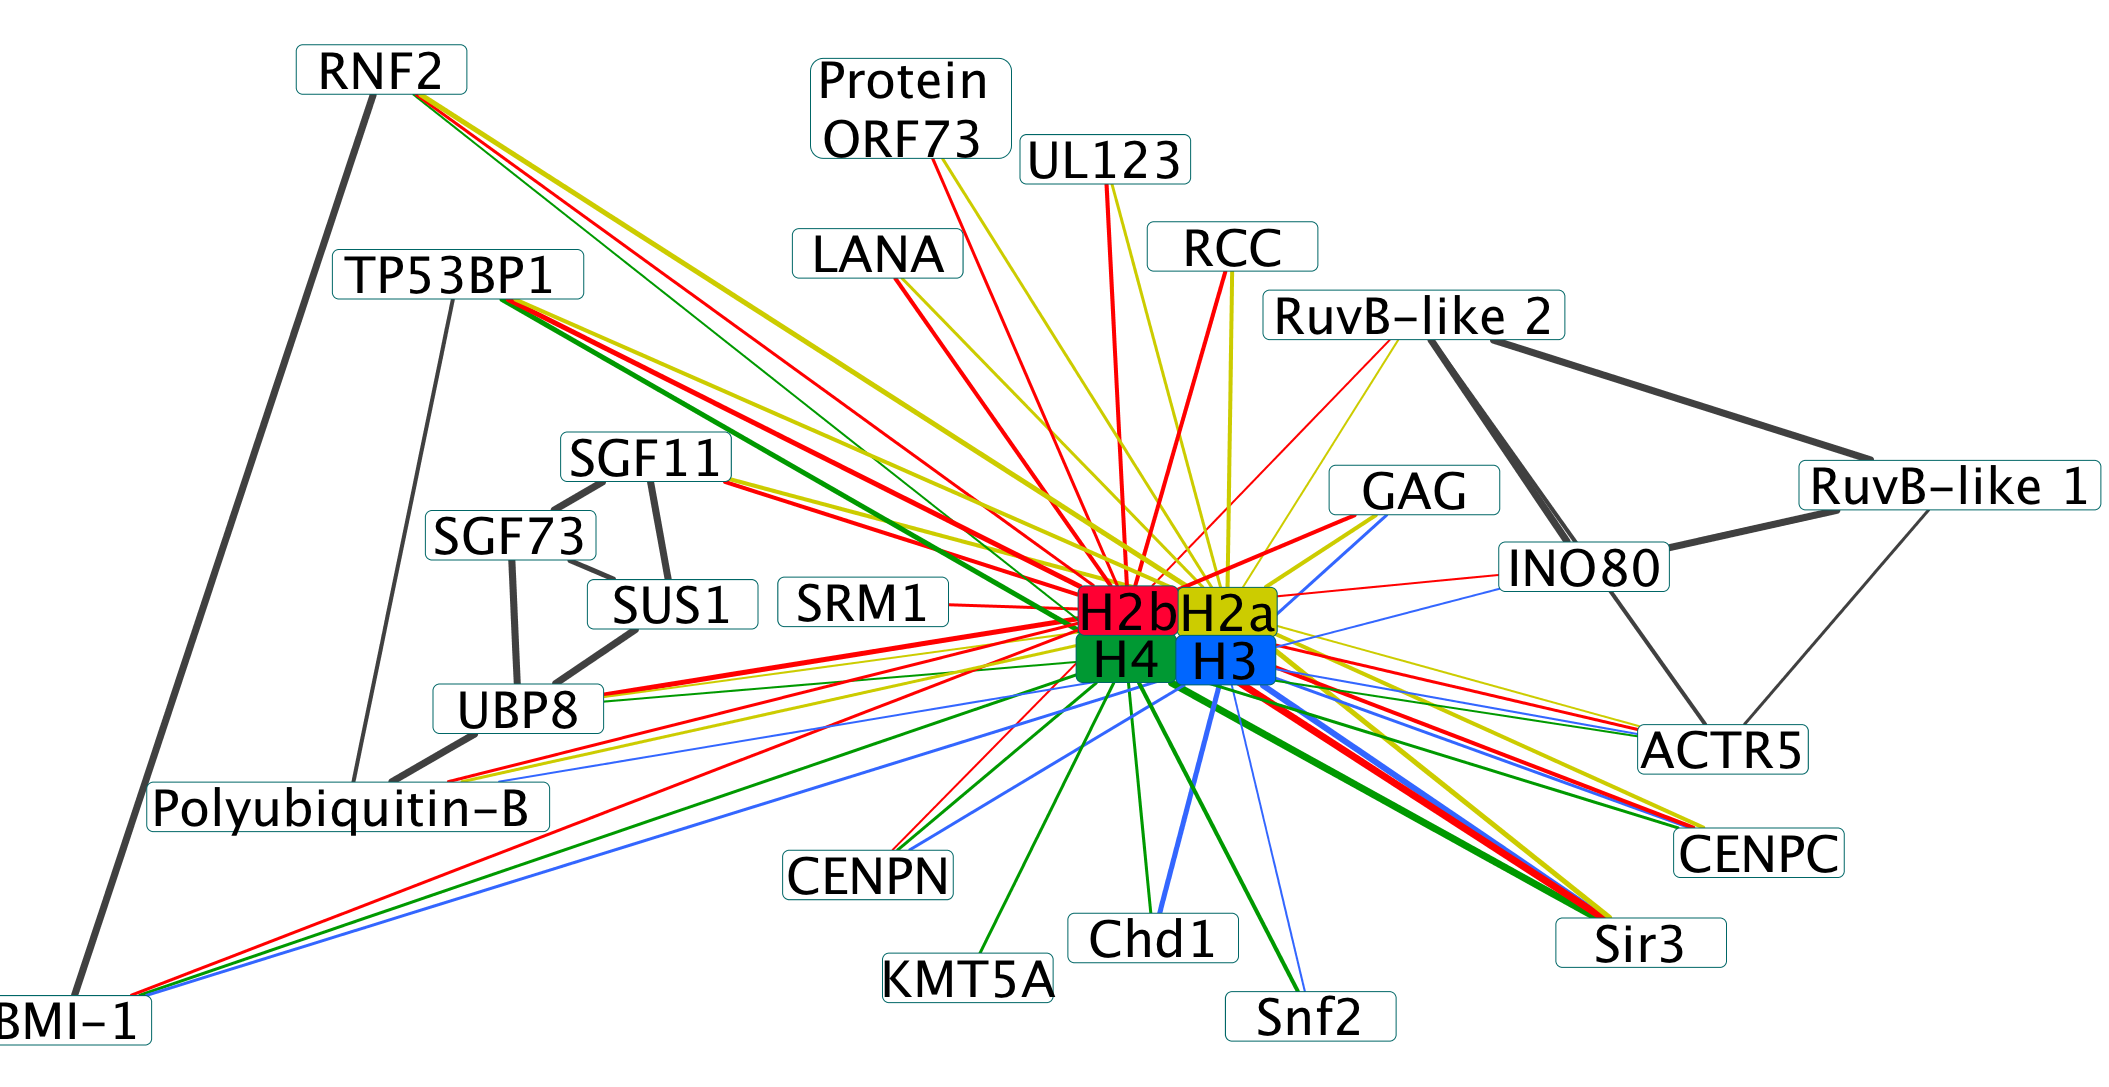 RNF2
Protein
ORF73
UL123
LANA
RCC
TP53BP1
RuvB-like 2
SGF11
GAG
RuvB-like 1
SGF73
INO80
SUS1
SRM1
H2b
H2a
H4
H3
UBP8
ACTR5
Polyubiquitin-B
CENPC
CENPN
Chd1
Sir3
KMT5A
Snf2
BMI-1